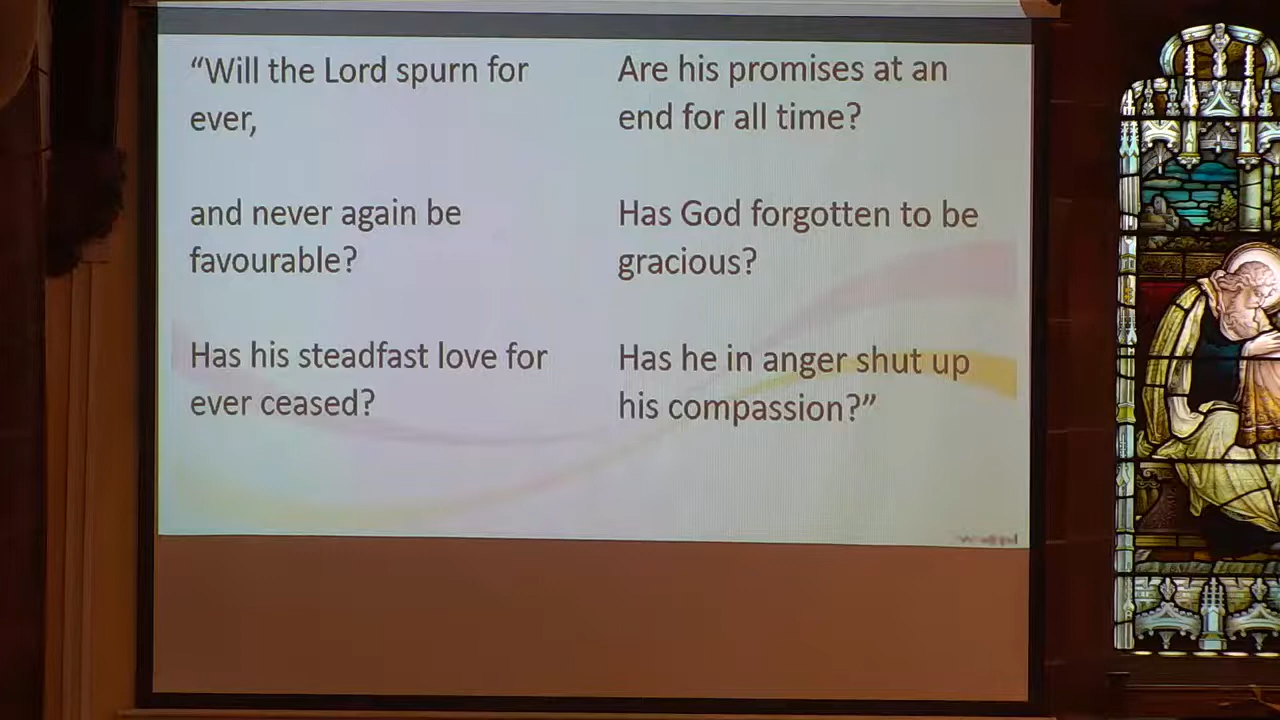 “Will the Lord spurn for
ever,
and never again be
favourable?
Has his steadfast love for
ever ceased?
Are his promises at an
end for all time?
Has God forgotten to be
gracious?
Has he in anger shut up
his compassion?”